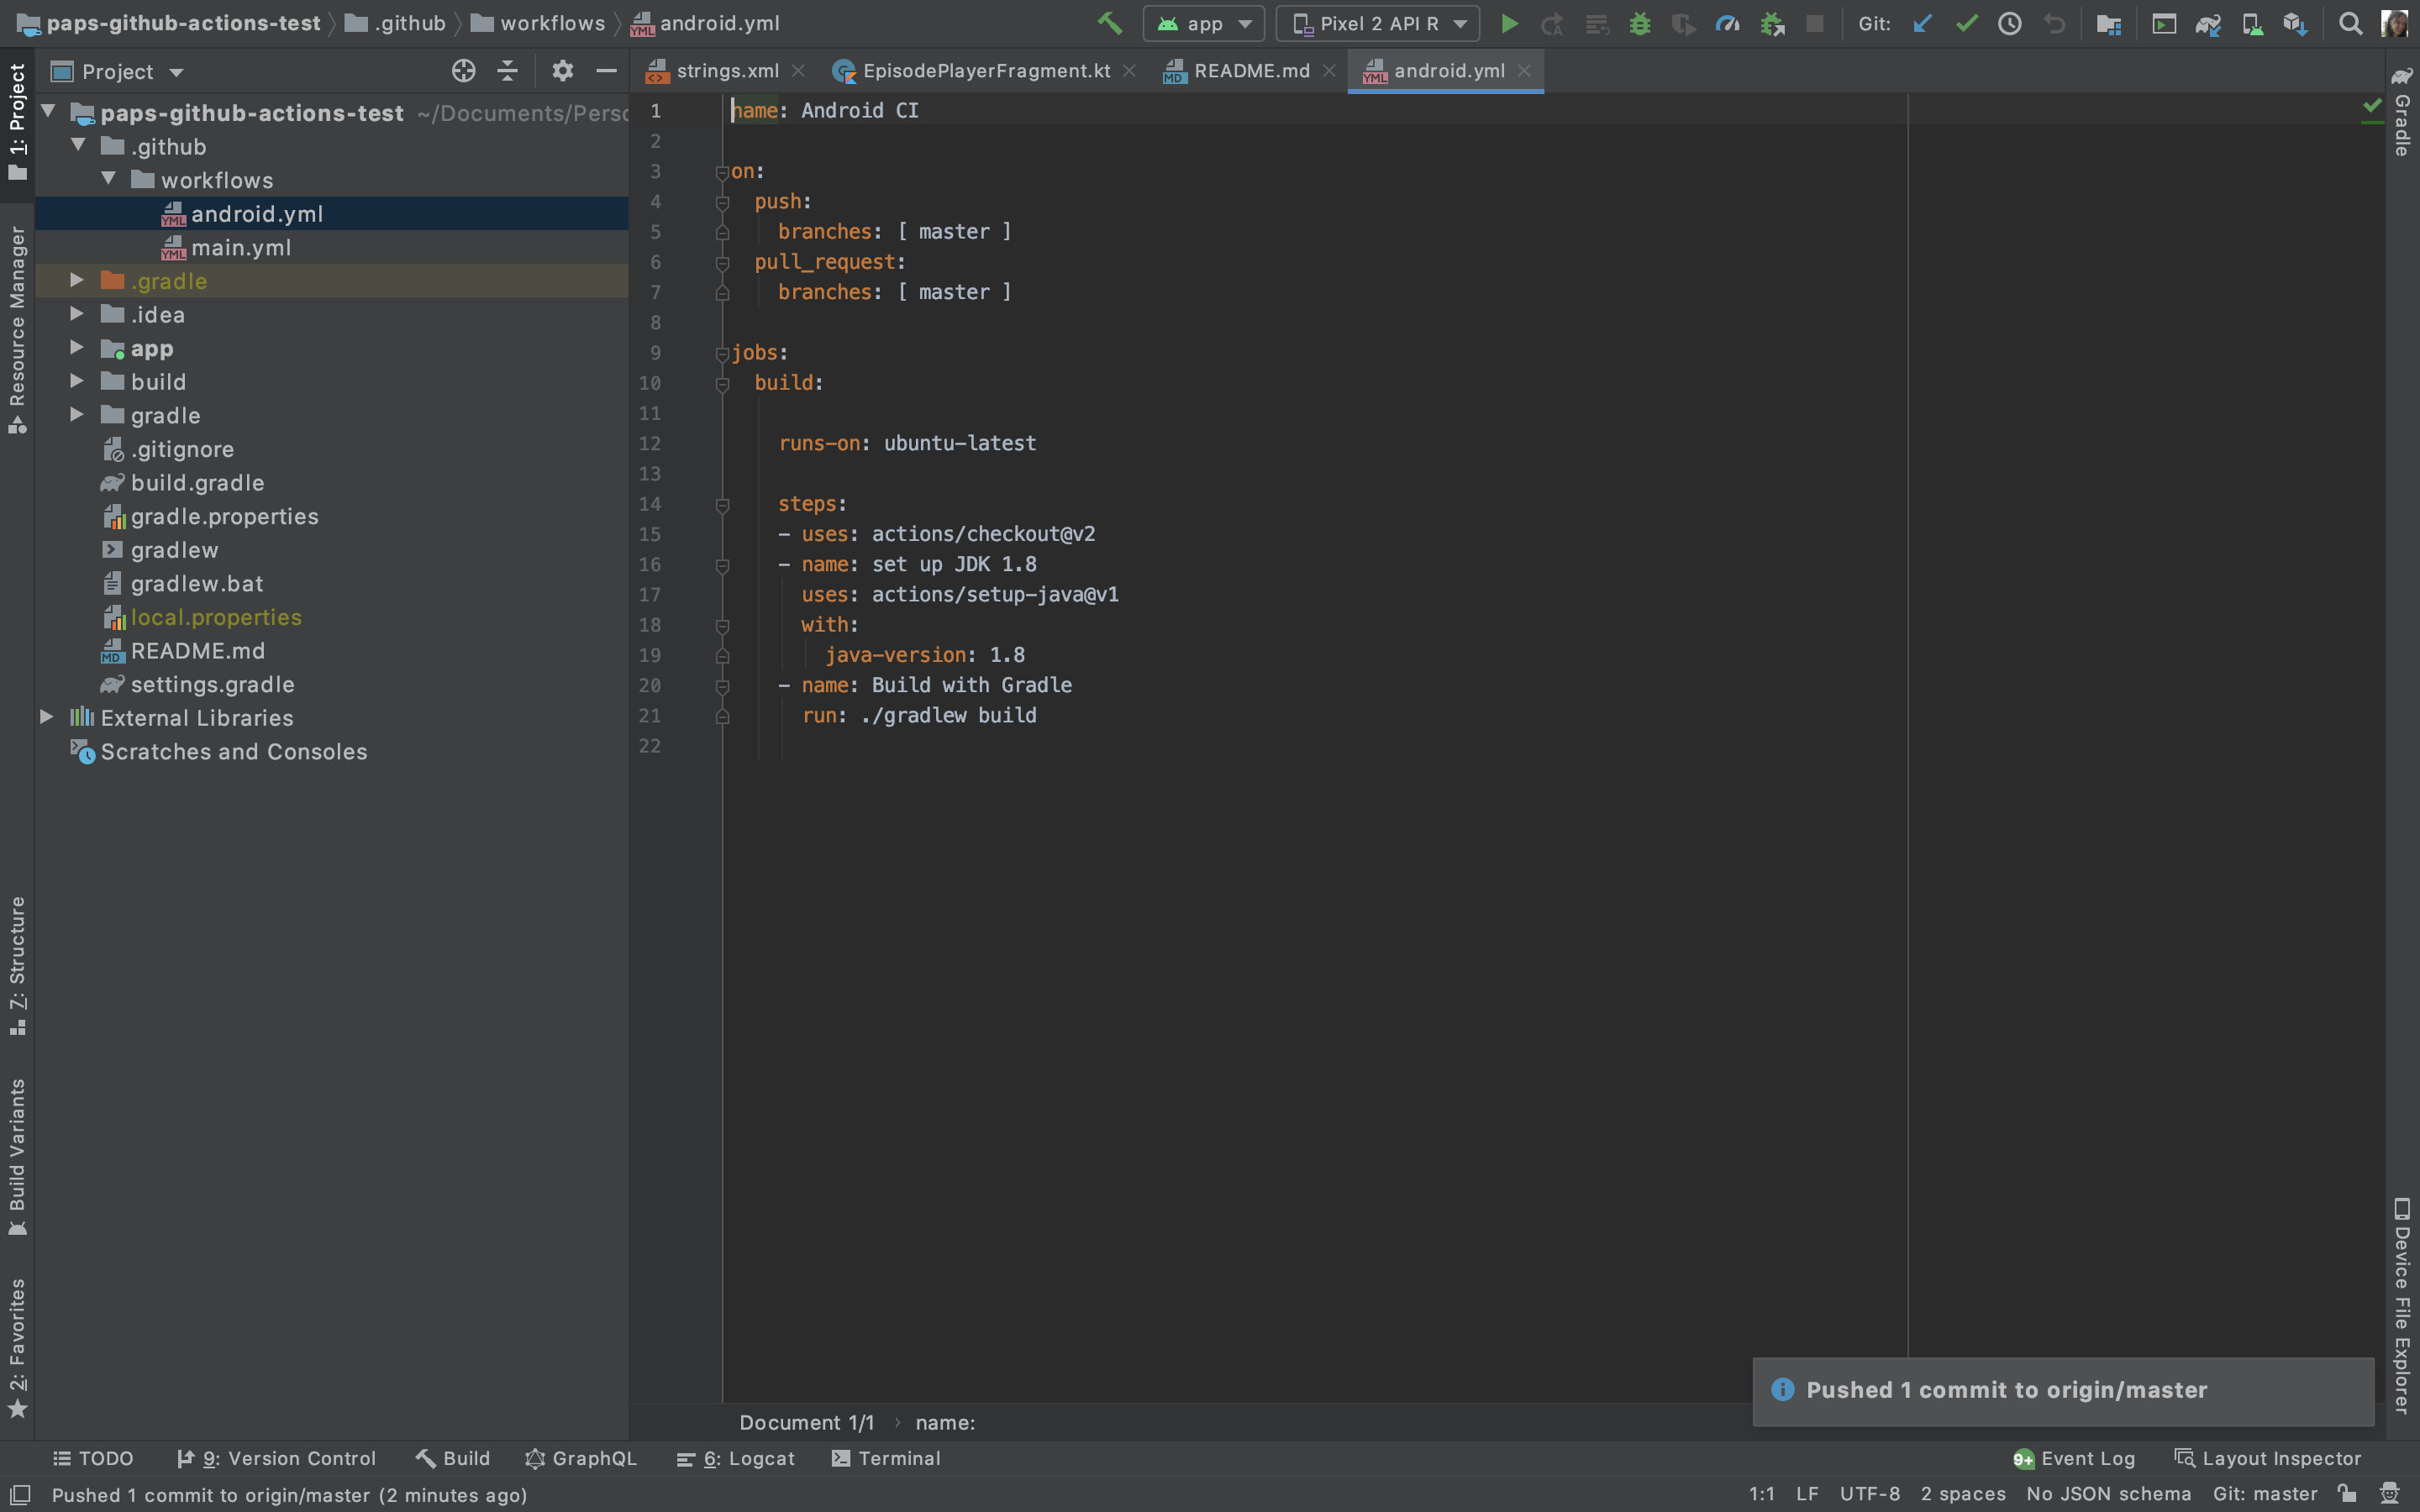 paps-github-actions-test .github workflows android.yml
app Pixel 2 API R Git:
Project
strings.xml EpisodePlayerFragment.kt README.md android.yml
1: Project
Resource Manager
7: Structure
Build Variants
2: Favorites
paps-github-actions-test ~/Documents/Perso
.github
workflows
android.yml
main.yml
.gradle
.idea
app
build
gradle
.gitignore
build.gradle
gradle.properties
gradlew
gradlew.bat
local.properties
README.md
settings.gradle
External Libraries
Scratches and Consoles
1 name: Android CI
2
3 on:
4 push:
5 branches: [ master ]
6 pull_request:
7 branches: [ master ]
8
9 jobs:
10 build:
11
12 runs-on: ubuntu-latest
13
14 steps:
15 - uses: actions/checkout@v2
16 - name: set up JDK 1.8
17 uses: actions/setup-java@v1
18 with:
19 java-version: 1.8
20 - name: Build with Gradle
21 run: ./gradlew build
22
Gradle
Device File Explorer
Pushed 1 commit to origin/master
Document 1/1 › name:
TODO 9: Version Control Build GraphQL 6: Logcat Terminal 9+ Event Log Layout Inspector
Pushed 1 commit to origin/master (2 minutes ago) 1:1 LF UTF-8 2 spaces No JSON schema Git: master